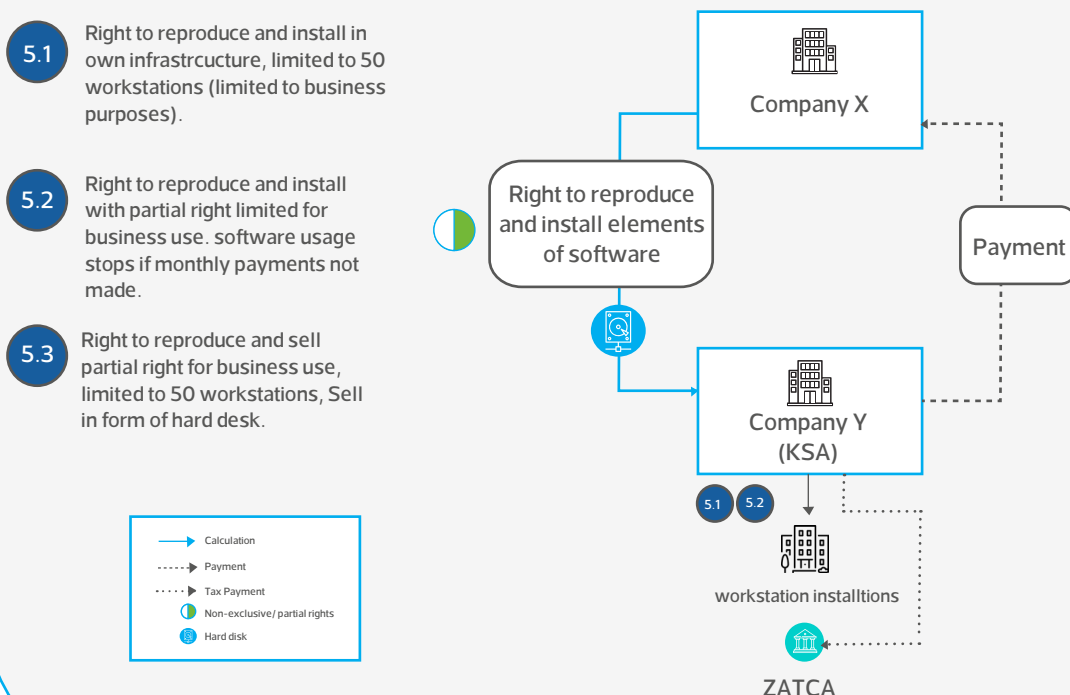 5.1
Right to reproduce and install in
own infrastrcucture, limited to 50
workstations (limited to business
purposes).
5.2
Right to reproduce and install
with partial right limited for
business use. software usage
stops if monthly payments not
made.
5.3
Right to reproduce and sell
partial right for business use,
limited to 50 workstations, Sell
in form of hard desk.
Calculation
Payment
Tax Payment
Non-exclusive/ partial rights
Hard disk
Company X
Right to reproduce
and install elements
of software
Payment
Company Y
(KSA)
5.1
5.2
workstation installtions
ZATCA